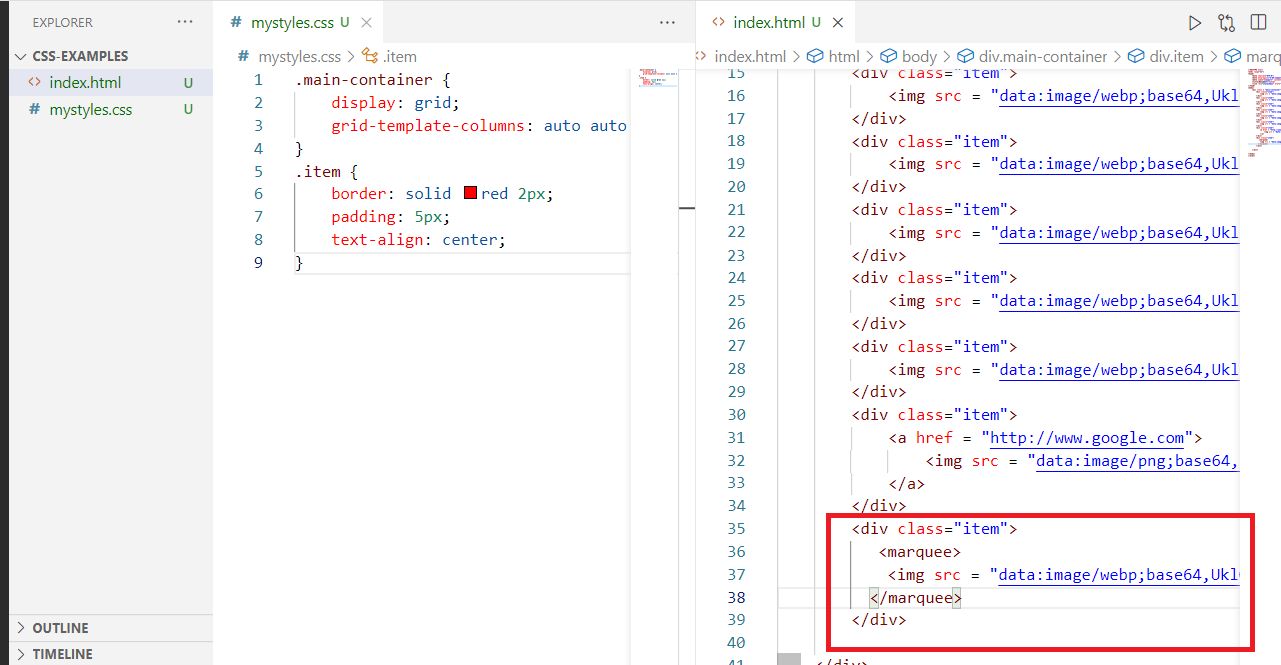 EXPLORER ...
CSS-EXAMPLES
<> index.html U
# mystyles.css U
OUTLINE
TIMELINE
# mystyles.css U
# mystyles.css > .item
1 .main-container {
2 display: grid;
3 grid-template-columns: auto auto
4 }
5 .item {
6 border: solid red 2px;
7 padding: 5px;
8 text-align: center;
9 }
<> index.html U
<> index.html > html > body > div.main-container > div.item > marq
15 <div class="item">
16 <img src = "data:image/webp;base64,Ukl
17 </div>
18 <div class="item">
19 <img src = "data:image/webp;base64,Ukl
20 </div>
21 <div class="item">
22 <img src = "data:image/webp;base64,Ukl
23 </div>
24 <div class="item">
25 <img src = "data:image/webp;base64,Ukl
26 </div>
27 <div class="item">
28 <img src = "data:image/webp;base64,Ukl
29 </div>
30 <div class="item">
31 <a href = "http://www.google.com">
32 <img src = "data:image/png;base64,
33 </a>
34 </div>
35 <div class="item">
36 <marquee>
37 <img src = "data:image/webp;base64,Ukl
38 </marquee>
39 </div>
40
41 </div>